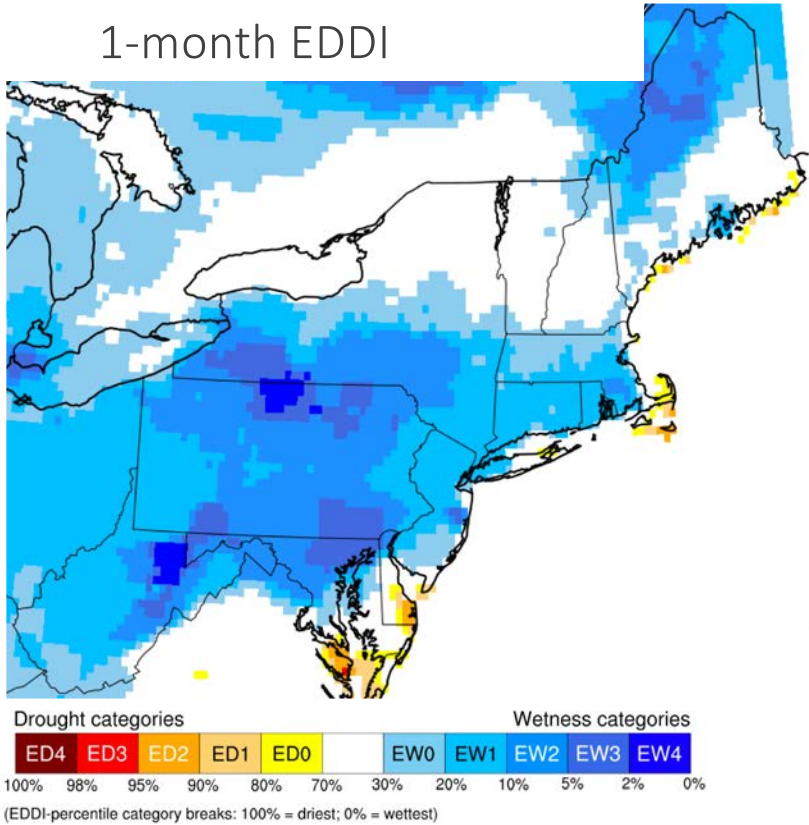 1-month EDDI
Drought categories Wetness categories
ED4 ED3 ED2 ED1 ED0 EW0 EW1 EW2 EW3 EW4
100% 98% 95% 90% 80% 70% 30% 20% 10% 5% 2% 0%
(EDDI-percentile category breaks: 100% = driest; 0% = wettest)